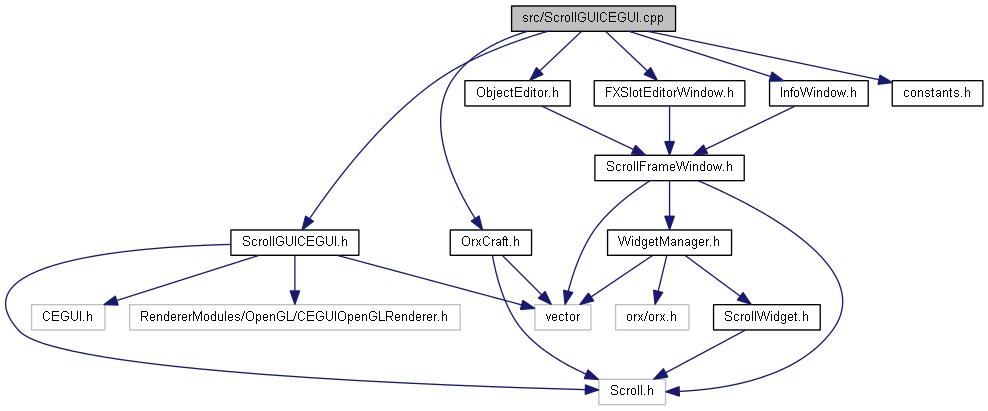 src/ScrollGUICEGUI.cpp
ObjectEditor.h
FXSlotEditorWindow.h
InfoWindow.h
constants.h
ScrollFrameWindow.h
ScrollGUICEGUI.h
OrxCraft.h
WidgetManager.h
CEGUI.h
RendererModules/OpenGL/CEGUIOpenGLRenderer.h
vector
orx/orx.h
ScrollWidget.h
Scroll.h